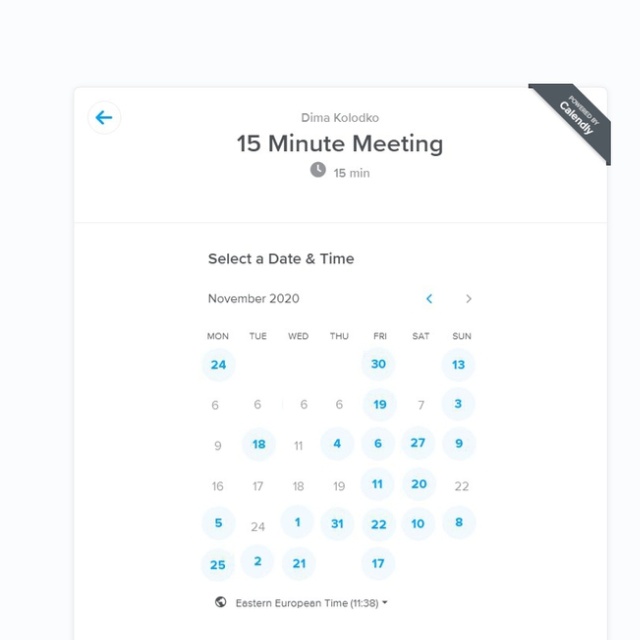 POWERED BY
Calendly
Dima Kolodko
15 Minute Meeting
15 min
Select a Date & Time
November 2020
MON TUE WED THU FRI SAT SUN
24 30 13
6 6 6 6 19 7 3
9 18 11 4 6 27 9
16 17 18 19 11 20 22
5 24 1 31 22 10 8
25 2 21 17
Eastern European Time (11:38)